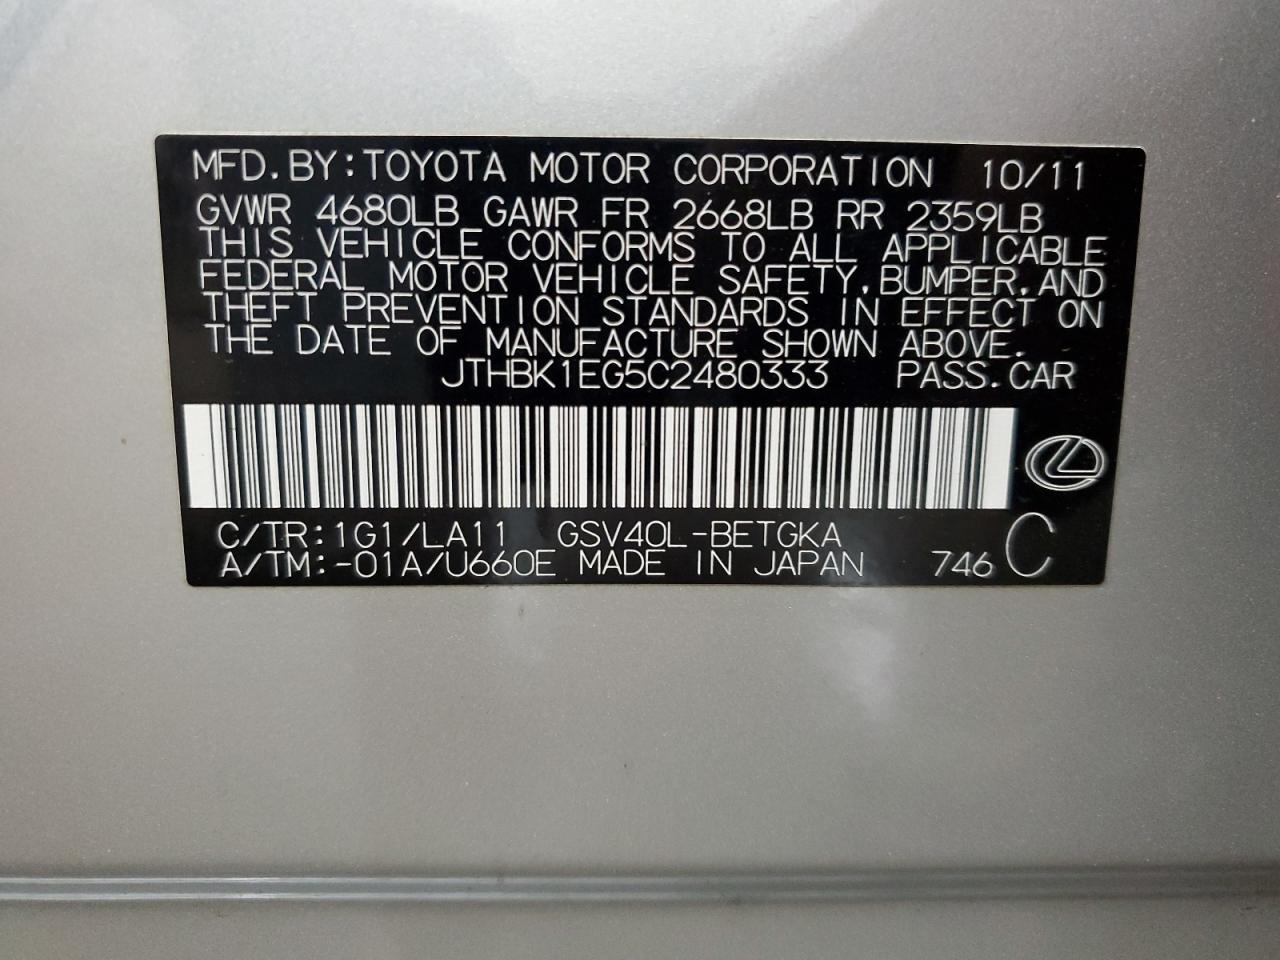 MFD.BY:TOYOTA MOTOR CORPORATION 10/11
GVWR 4680LB GAWR FR 2668LB RR 2359LB
THIS VEHICLE CONFORMS TO ALL APPLICABLE
FEDERAL MOTOR VEHICLE SAFETY,BUMPER,AND
THEFT PREVENTION STANDARDS IN EFFECT ON
THE DATE OF MANUFACTURE SHOWN ABOVE.
JTHBK1EG5C2480333 PASS.CAR
C/TR:1G1/LA11 GSV40L-BETGKA
A/TM:-01A/U660E MADE IN JAPAN 746 C